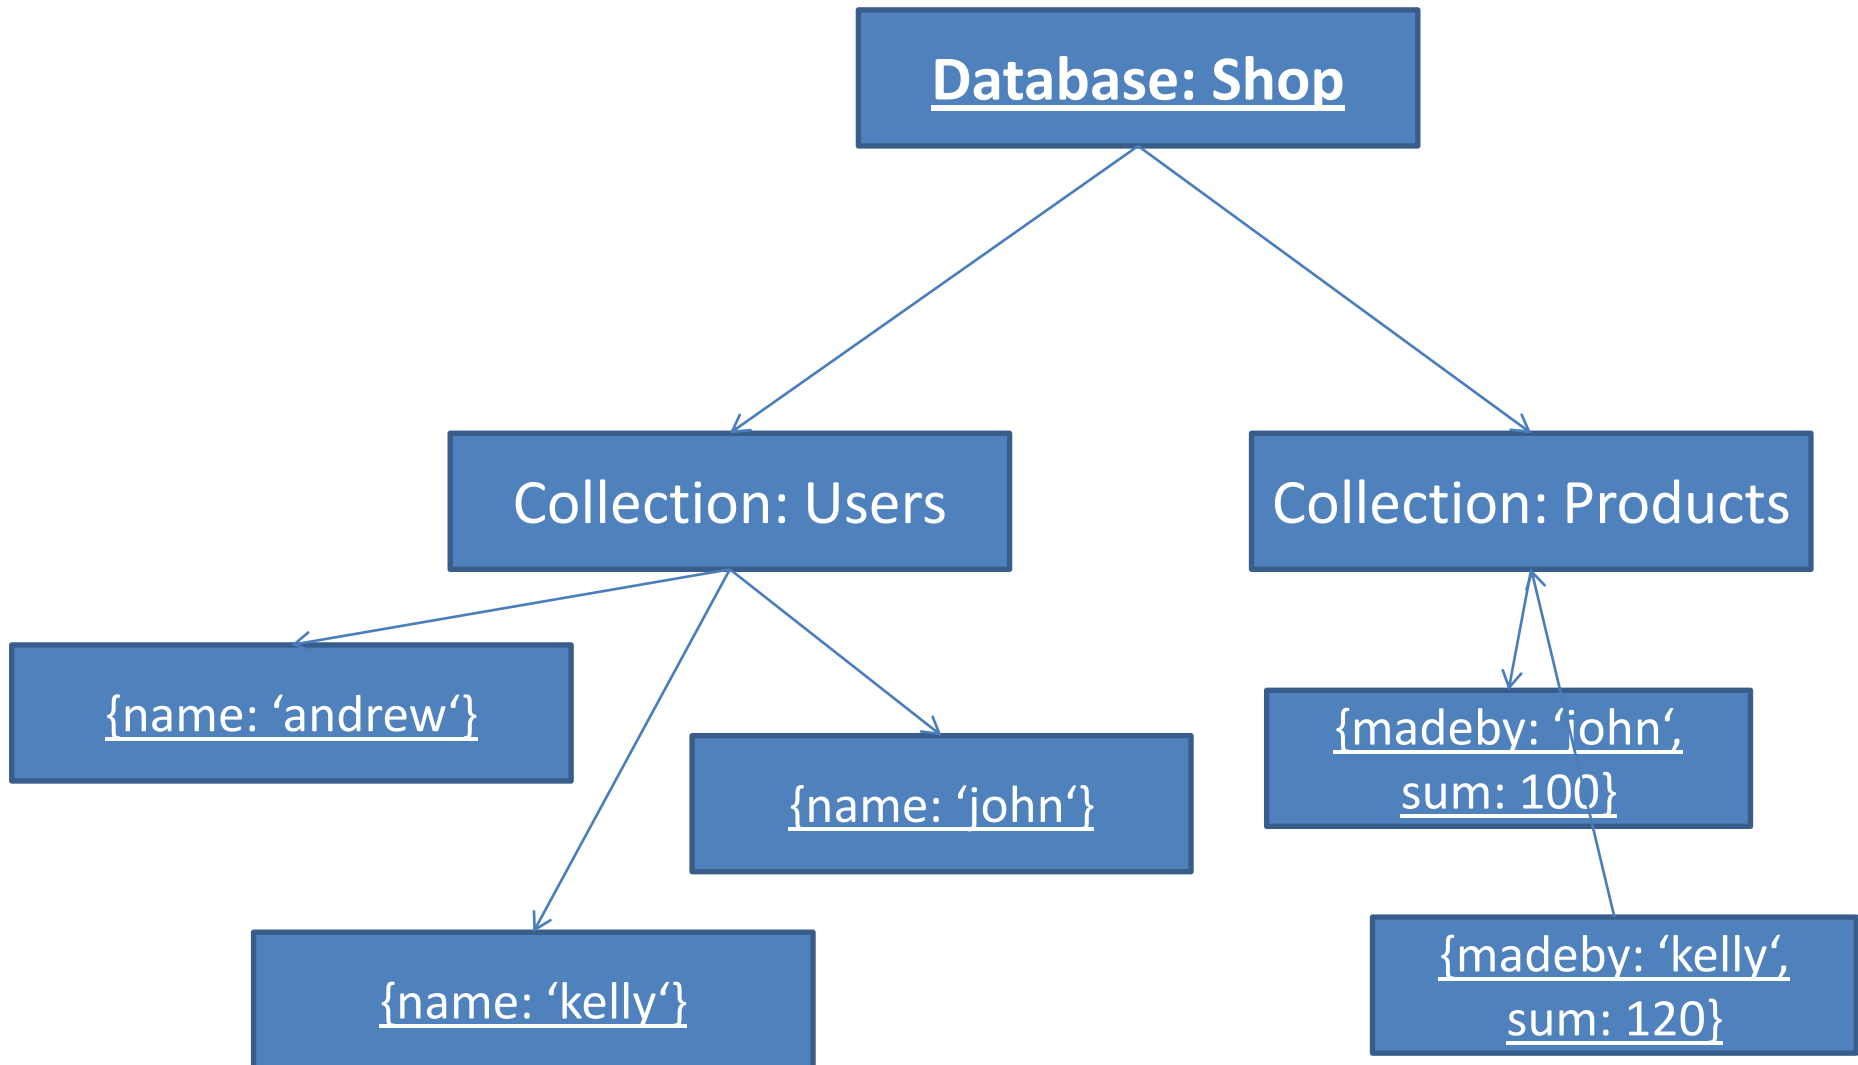 Database: Shop
Collection: Users
Collection: Products
{name: ‘andrew‘}
{madeby: ‘john‘,
sum: 100}
{name: ‘john‘}
{name: ‘kelly‘}
{madeby: ‘kelly‘,
sum: 120}